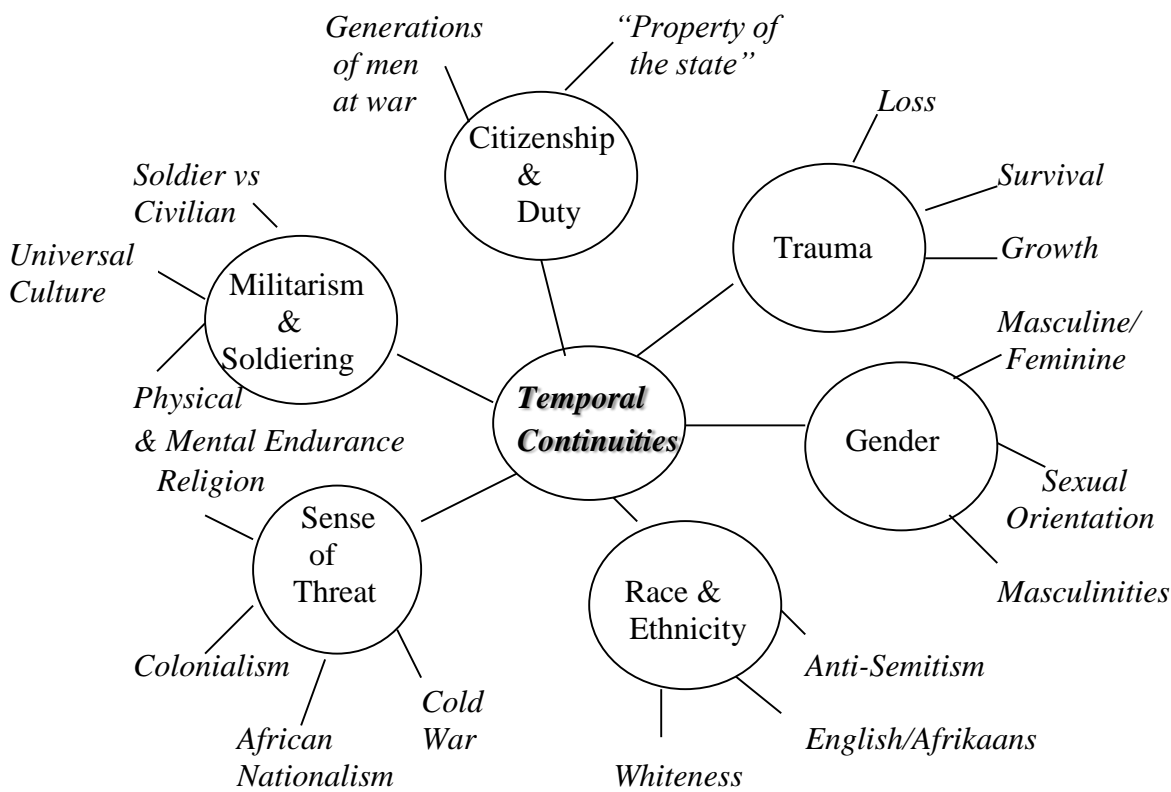 Generations
of men
at war
“Property of
the state”
Citizenship
&
Duty
Loss
Survival
Growth
Trauma
Soldier vs
Civilian
Universal
Culture
Militarism
&
Soldiering
Physical
& Mental Endurance
Temporal
Continuities
Masculine/
Feminine
Gender
Sexual
Orientation
Masculinities
Religion
Sense
of
Threat
Colonialism
African
Nationalism
Cold
War
Race &
Ethnicity
Anti-Semitism
English/Afrikaans
Whiteness